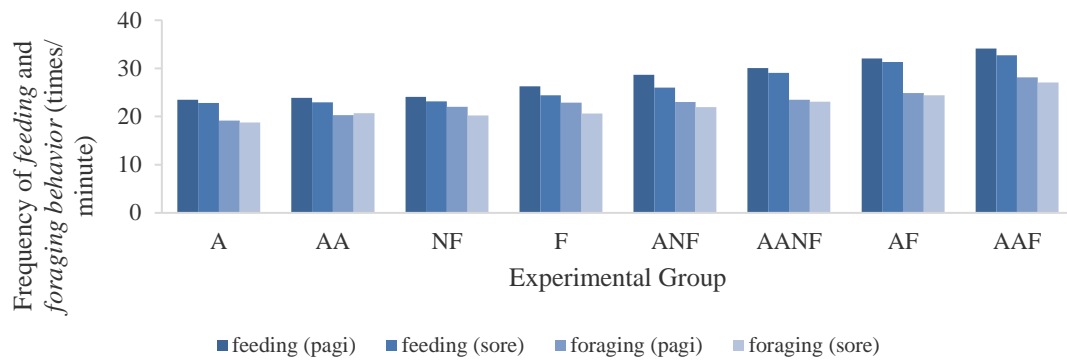 Frequency of feeding and
foraging behavior (times/
minute)
40
30
20
10
0
A AA NF F ANF AANF AF AAF
Experimental Group
feeding (pagi) feeding (sore) foraging (pagi) foraging (sore)